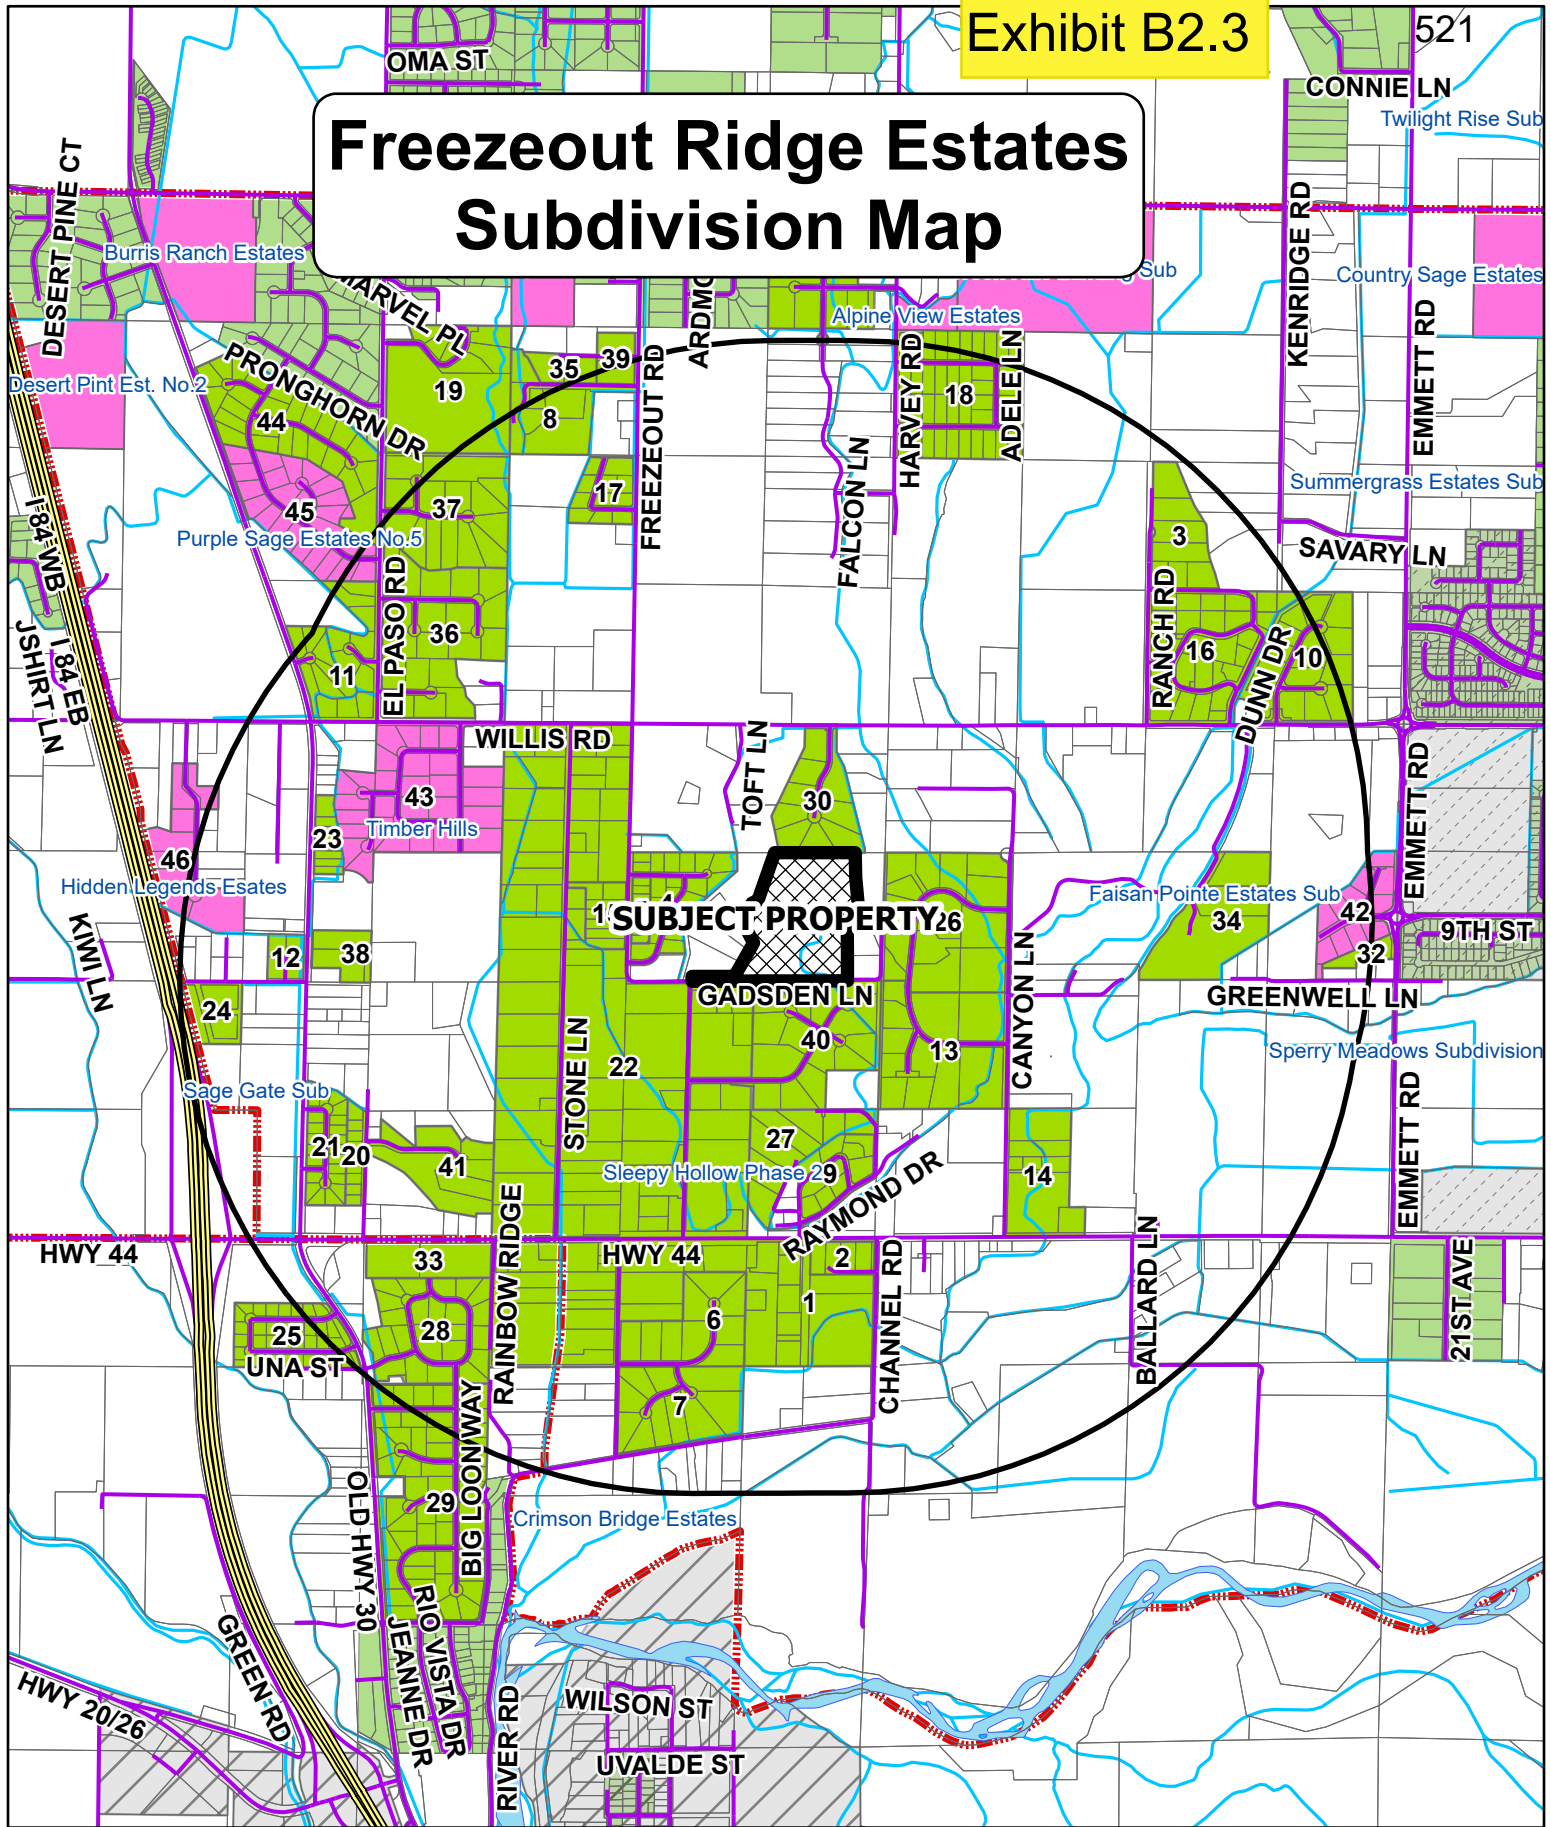 Exhibit B2.3
521
OMA ST
CONNIE LN
Twilight Rise Sub
Freezeout Ridge Estates
Subdivision Map
DESERT PINE CT
Burris Ranch Estates
KENRIDGE RD
Sub
Country Sage Estates
MARVEL PL
Alpine View Estates
EMMETT RD
Desert Pint Est. No.2
PRONGHORN DR
19
35
39
8
FREEZEOUT RD
HARVEY RD
18
ADELE LN
44
FALCON LN
Summergrass Estates Sub
I 84 WB
45
37
17
Purple Sage Estates No.5
3
SAVARY LN
EL PASO RD
36
RANCH RD
16
DUNN DR
10
JSHIRT LN
I 84 EB
11
WILLIS RD
TOFT LN
EMMETT RD
43
30
23
Timber Hills
46
Hidden Legends Esates
Faisan Pointe Estates Sub
KIWI LN
SUBJECT PROPERTY
26
34
42
9TH ST
12
38
32
CANYON LN
GADSDEN LN
GREENWELL LN
24
STONE LN
22
40
13
Sperry Meadows Subdivision
Sage Gate Sub
EMMETT RD
21
20
41
27
Sleepy Hollow Phase 2
9
14
RAYMOND DR
HWY 44
RAINBOW RIDGE
HWY 44
33
2
CHANNEL RD
BALLARD LN
21ST AVE
25
28
6
1
UNA ST
7
OLD HWY 30
29
BIG LOON WAY
Crimson Bridge Estates
GREEN RD
JEANNE DR
RIO VISTA DR
HWY 20/26
RIVER RD
WILSON ST
UVALDE ST